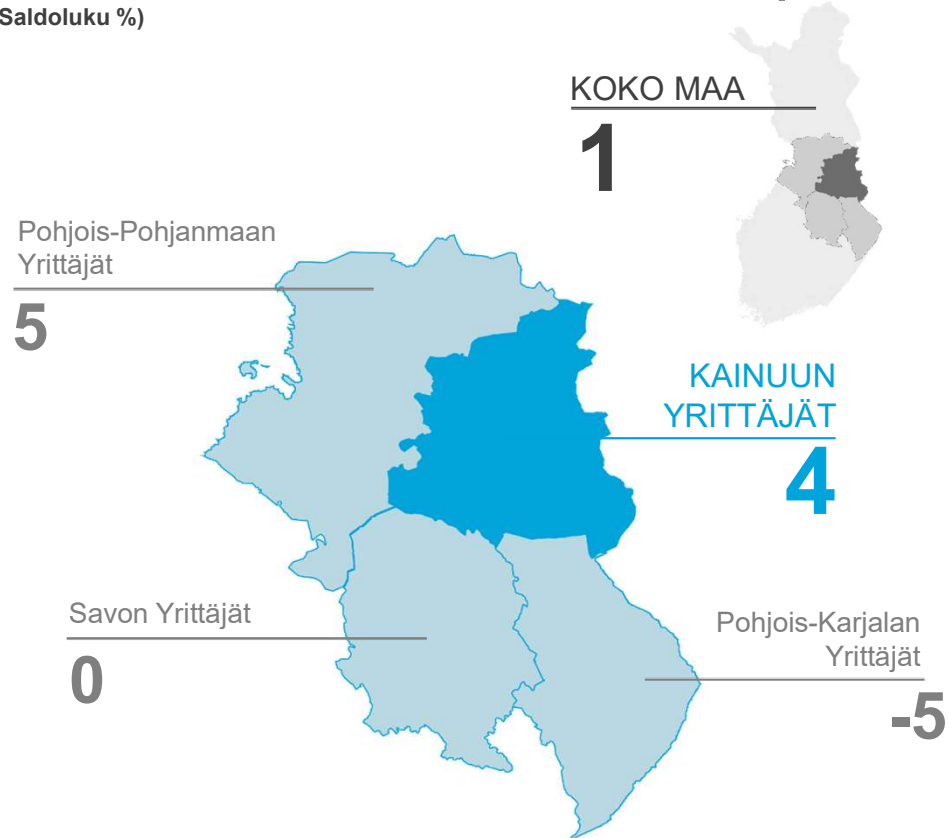 Saldoluku %)
KOKO MAA
1
Pohjois-Pohjanmaan
Yrittäjät
5
KAINUUN
YRITTÄJÄT
4
Savon Yrittäjät
0
Pohjois-Karjalan
Yrittäjät
-5